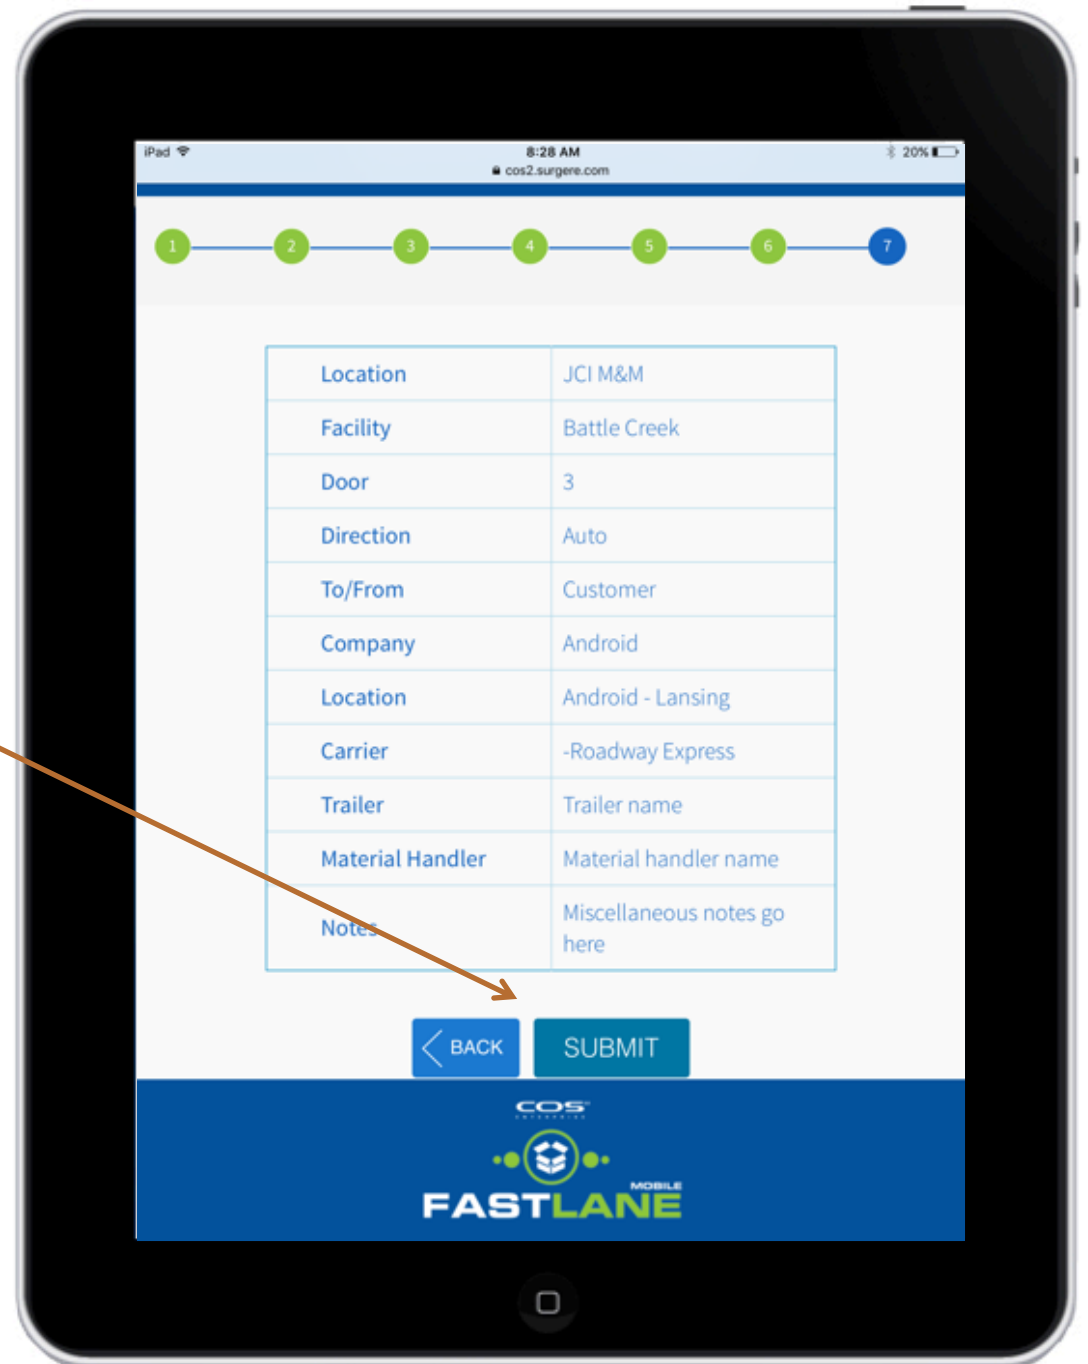 iPad 8:28 AM 20%
cos2.surgere.com
1 2 3 4 5 6 7
Location JCI M&M
Facility Battle Creek
Door 3
Direction Auto
To/From Customer
Company Android
Location Android - Lansing
Carrier -Roadway Express
Trailer Trailer name
Material Handler Material handler name
Notes Miscellaneous notes go
here
BACK SUBMIT
COS
ENTERPRISE
MOBILE
FASTLANE